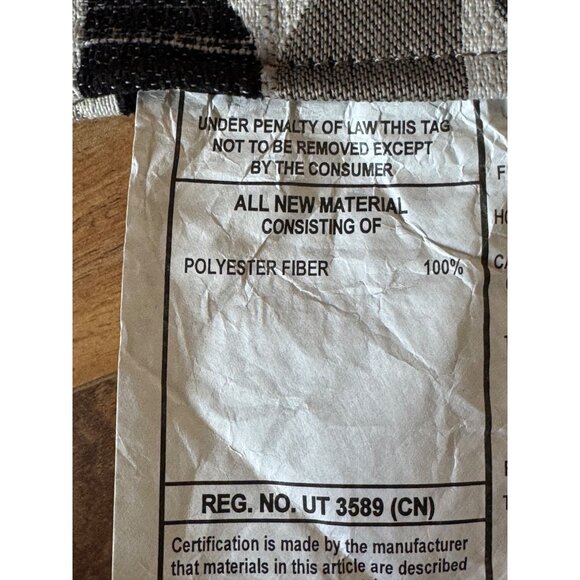 UNDER PENALTY OF LAW THIS TAG
NOT TO BE REMOVED EXCEPT
BY THE CONSUMER
ALL NEW MATERIAL
CONSISTING OF
POLYESTER FIBER 100%
REG. NO. UT 3589 (CN)
Certification is made by the manufacturer
that materials in this article are described